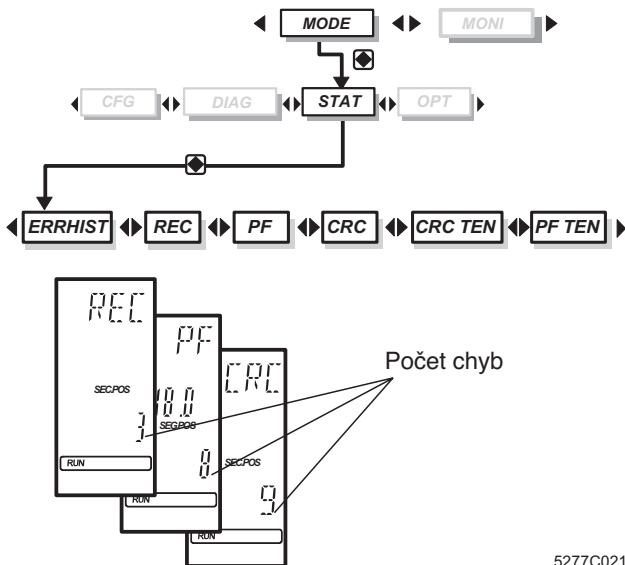 MODE MONI
CFG DIAG STAT OPT
ERRHIST REC PF CRC CRC TEN PF TEN
REC
SEC.POS
3
RUN
PF
18.0
SEG.POS
8
RUN
CRC
SEC.POS
9
RUN
Počet chyb
5277C021